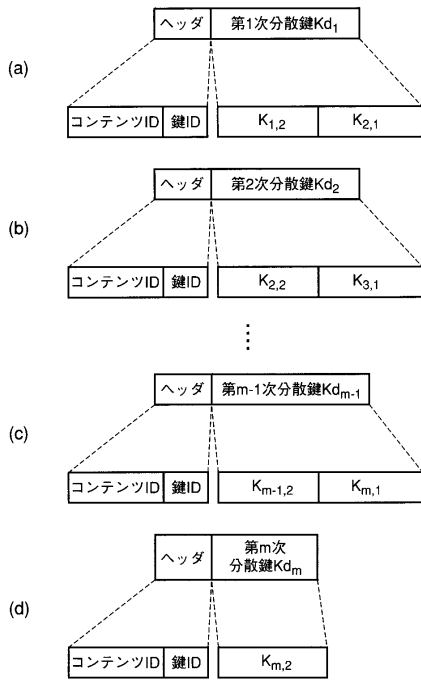 (a)
ヘッダ 第1次分散鍵Kd1
コンテンツID 鍵ID K1,2 K2,1
(b)
ヘッダ 第2次分散鍵Kd2
コンテンツID 鍵ID K2,2 K3,1
(c)
ヘッダ 第m-1次分散鍵Kdm-1
コンテンツID 鍵ID Km-1,2 Km,1
(d)
ヘッダ 第m次
分散鍵Kdm
コンテンツID 鍵ID Km,2